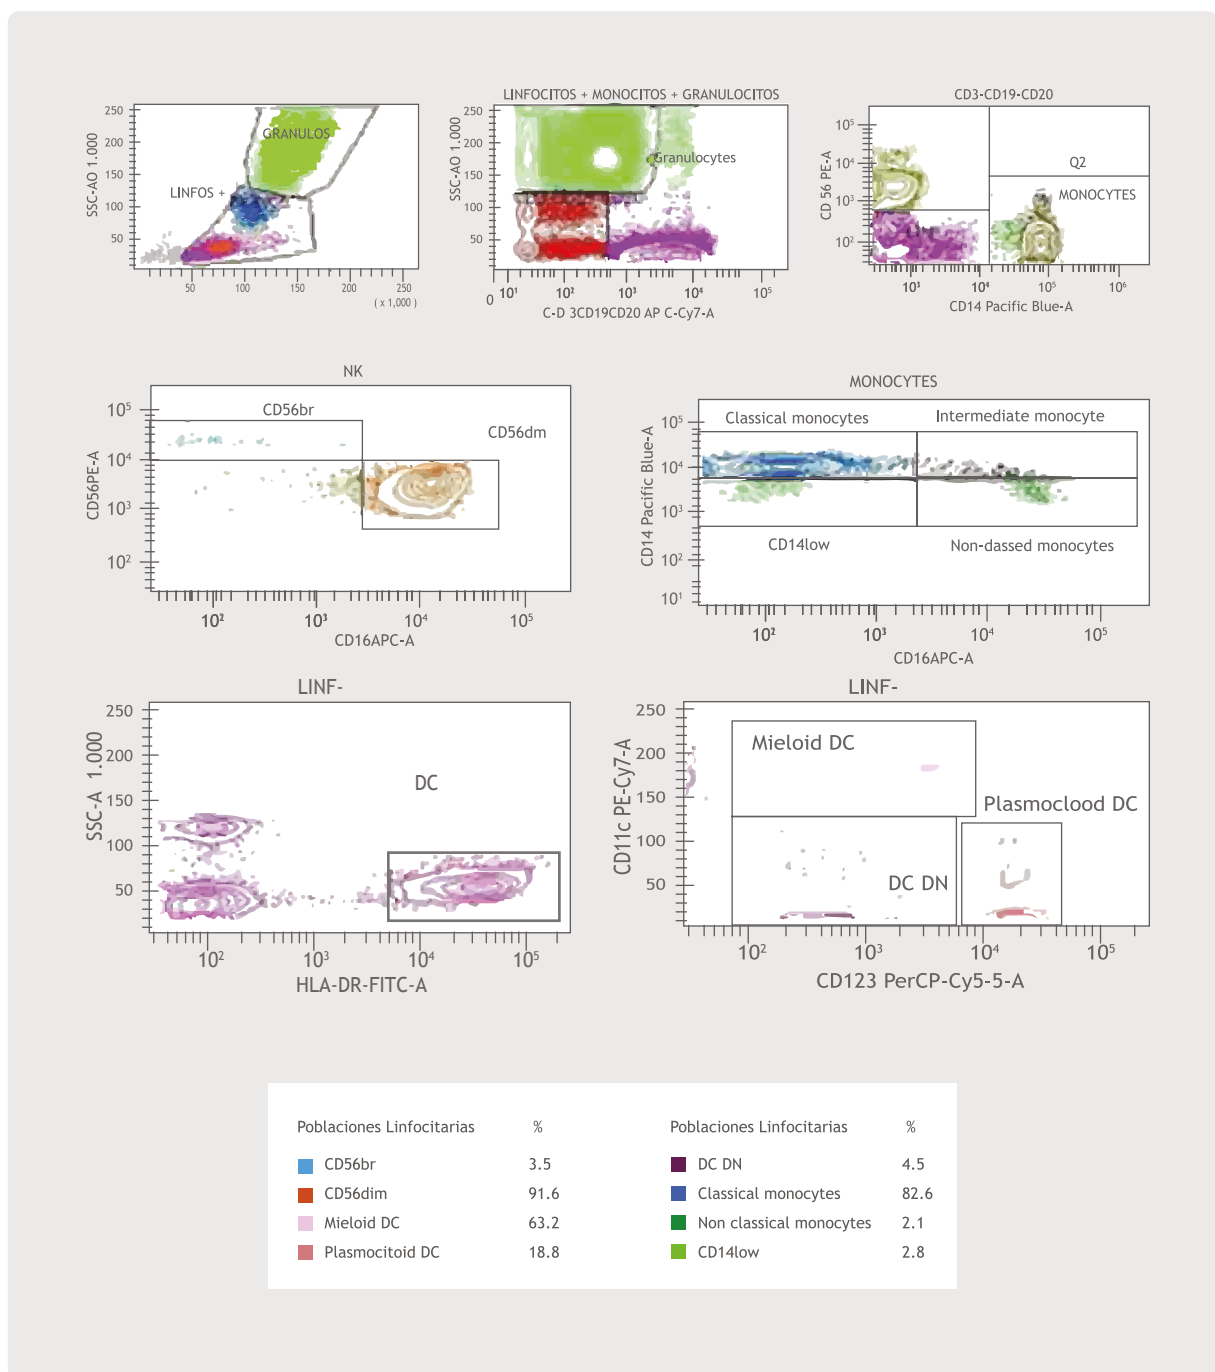 LINFOCITOS + MONOCITOS + GRANULOCITOS
CD3-CD19-CD20
SSC-AO 1.000
250
200
150
100
50
GRANULOS
LINFOS +
50
100
150
200
250
( x 1,000 )
SSC-AO 1.000
250
200
150
100
50
0
Granulocytes
10¹
10²
10³
10⁴
10⁵
C-D 3CD19CD20 AP C-Cy7-A
CD 56 PE-A
10⁵
10⁴
10³
10²
Q2
MONOCYTES
10³
10⁴
10⁵
10⁶
CD14 Pacific Blue-A
NK
CD56PE-A
10⁵
10⁴
10³
10²
CD56br
CD56dm
10²
10³
10⁴
10⁵
CD16APC-A
MONOCYTES
CD14 Pacific Blue-A
10⁵
10⁴
10³
10²
10¹
Classical monocytes
Intermediate monocyte
CD14low
Non-dassed monocytes
10²
10³
10⁴
10⁵
CD16APC-A
LINF-
SSC-A 1.000
250
200
150
100
50
DC
10²
10³
10⁴
10⁵
HLA-DR-FITC-A
LINF-
CD11c PE-Cy7-A
250
200
150
100
50
Mieloid DC
Plasmoclood DC
DC DN
10²
10³
10⁴
10⁵
CD123 PerCP-Cy5-5-A
Poblaciones Linfocitarias %
CD56br 3.5
CD56dim 91.6
Mieloid DC 63.2
Plasmocitoid DC 18.8
Poblaciones Linfocitarias %
DC DN 4.5
Classical monocytes 82.6
Non classical monocytes 2.1
CD14low 2.8